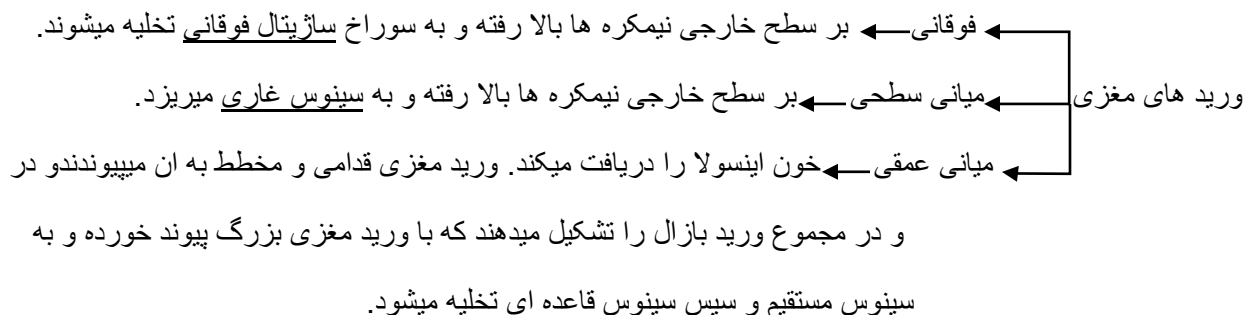 فوقانی بر سطح خارجی نیمکره ها بالا رفته و به سوراخ ساژیتال فوقانی تخلیه میشوند.
ورید های مغزی میانی سطحی بر سطح خارجی نیمکره ها بالا رفته و به سینوس غاری میریزد.
میانی عمقی خون اینسولا را دریافت میکند. ورید مغزی قدامی و مخطط به ان میپیوندندو در
و در مجموع ورید بازال را تشکیل میدهند که با ورید مغزی بزرگ پیوند خورده و به
سینوس مستقیم و سپس سینوس قاعده ای تخلیه میشود.